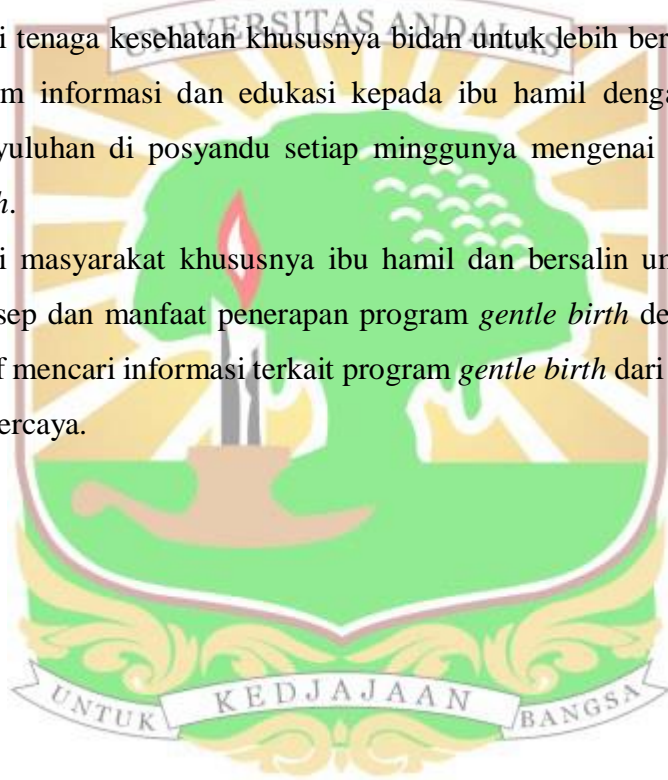 UNIVERSITAS ANDALAS
i tenaga kesehatan khususnya bidan untuk lebih ber
m informasi dan edukasi kepada ibu hamil denga
yuluhan di posyandu setiap minggunya mengenai
h.
i masyarakat khususnya ibu hamil dan bersalin un
sep dan manfaat penerapan program gentle birth de
f mencari informasi terkait program gentle birth dari
ercaya.
UNTUK KEDJAJAAN BANGSA